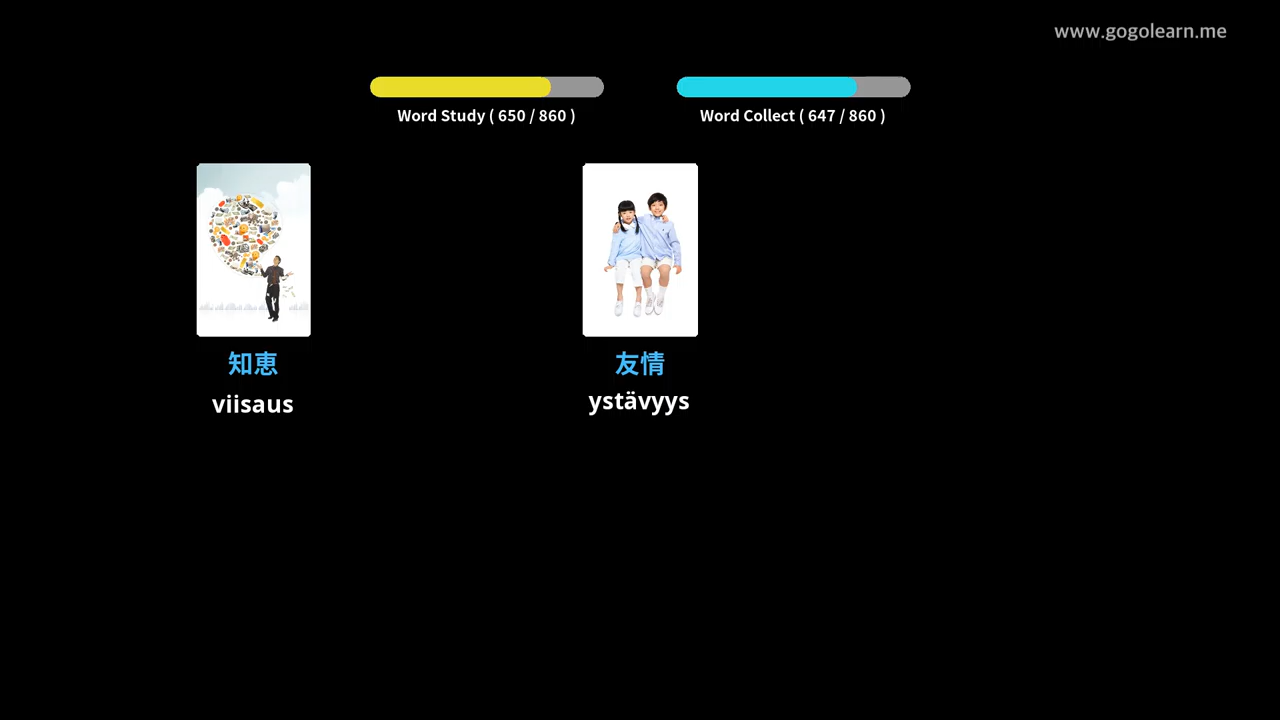 www.gogolearn.me
Word Study ( 650 / 860 )
Word Collect ( 647 / 860 )
知恵
viisaus
友情
ystävyys